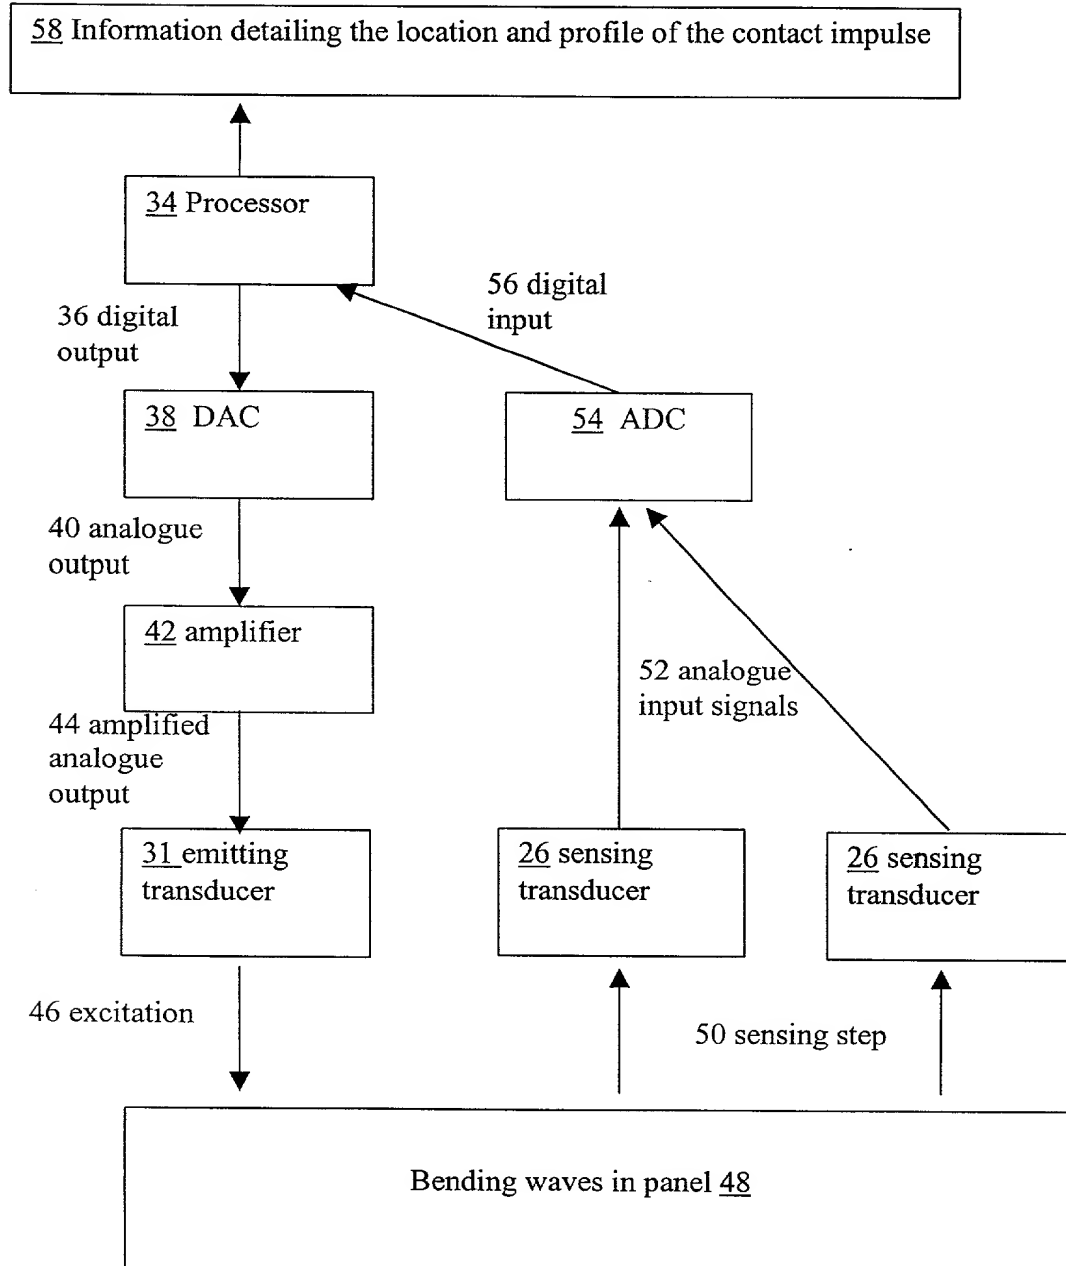 58 Information detailing the location and profile of the contact impulse
34 Processor
56 digital
input
36 digital
output
38 DAC
54 ADC
40 analogue
output
42 amplifier
52 analogue
input signals
44 amplified
analogue
output
31 emitting
transducer
26 sensing
transducer
26 sensing
transducer
46 excitation
50 sensing step
Bending waves in panel 48